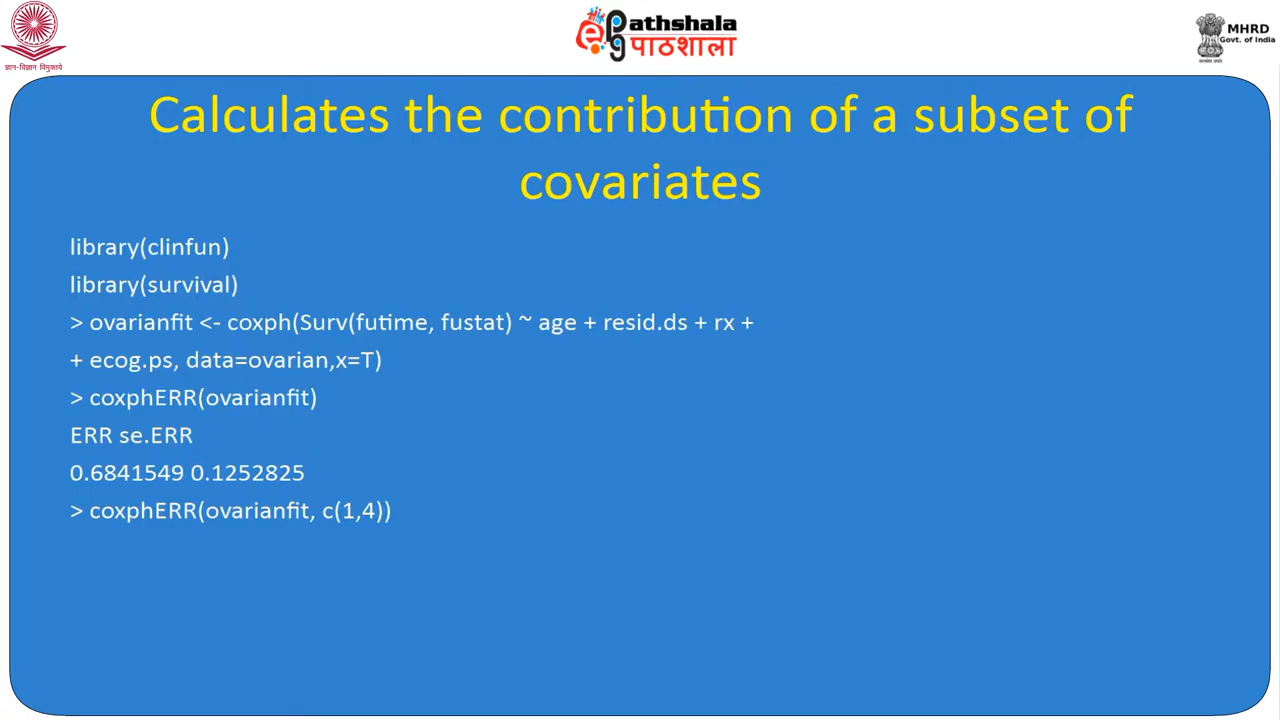 ज्ञान-विज्ञान विमुक्तये
ePathshala
पाठशाला
MHRD
Govt. of India
Calculates the contribution of a subset of
covariates
library(clinfun)
library(survival)
> ovarianfit <- coxph(Surv(futime, fustat) ~ age + resid.ds + rx +
+ ecog.ps, data=ovarian,x=T)
> coxphERR(ovarianfit)
ERR se.ERR
0.6841549 0.1252825
> coxphERR(ovarianfit, c(1,4))